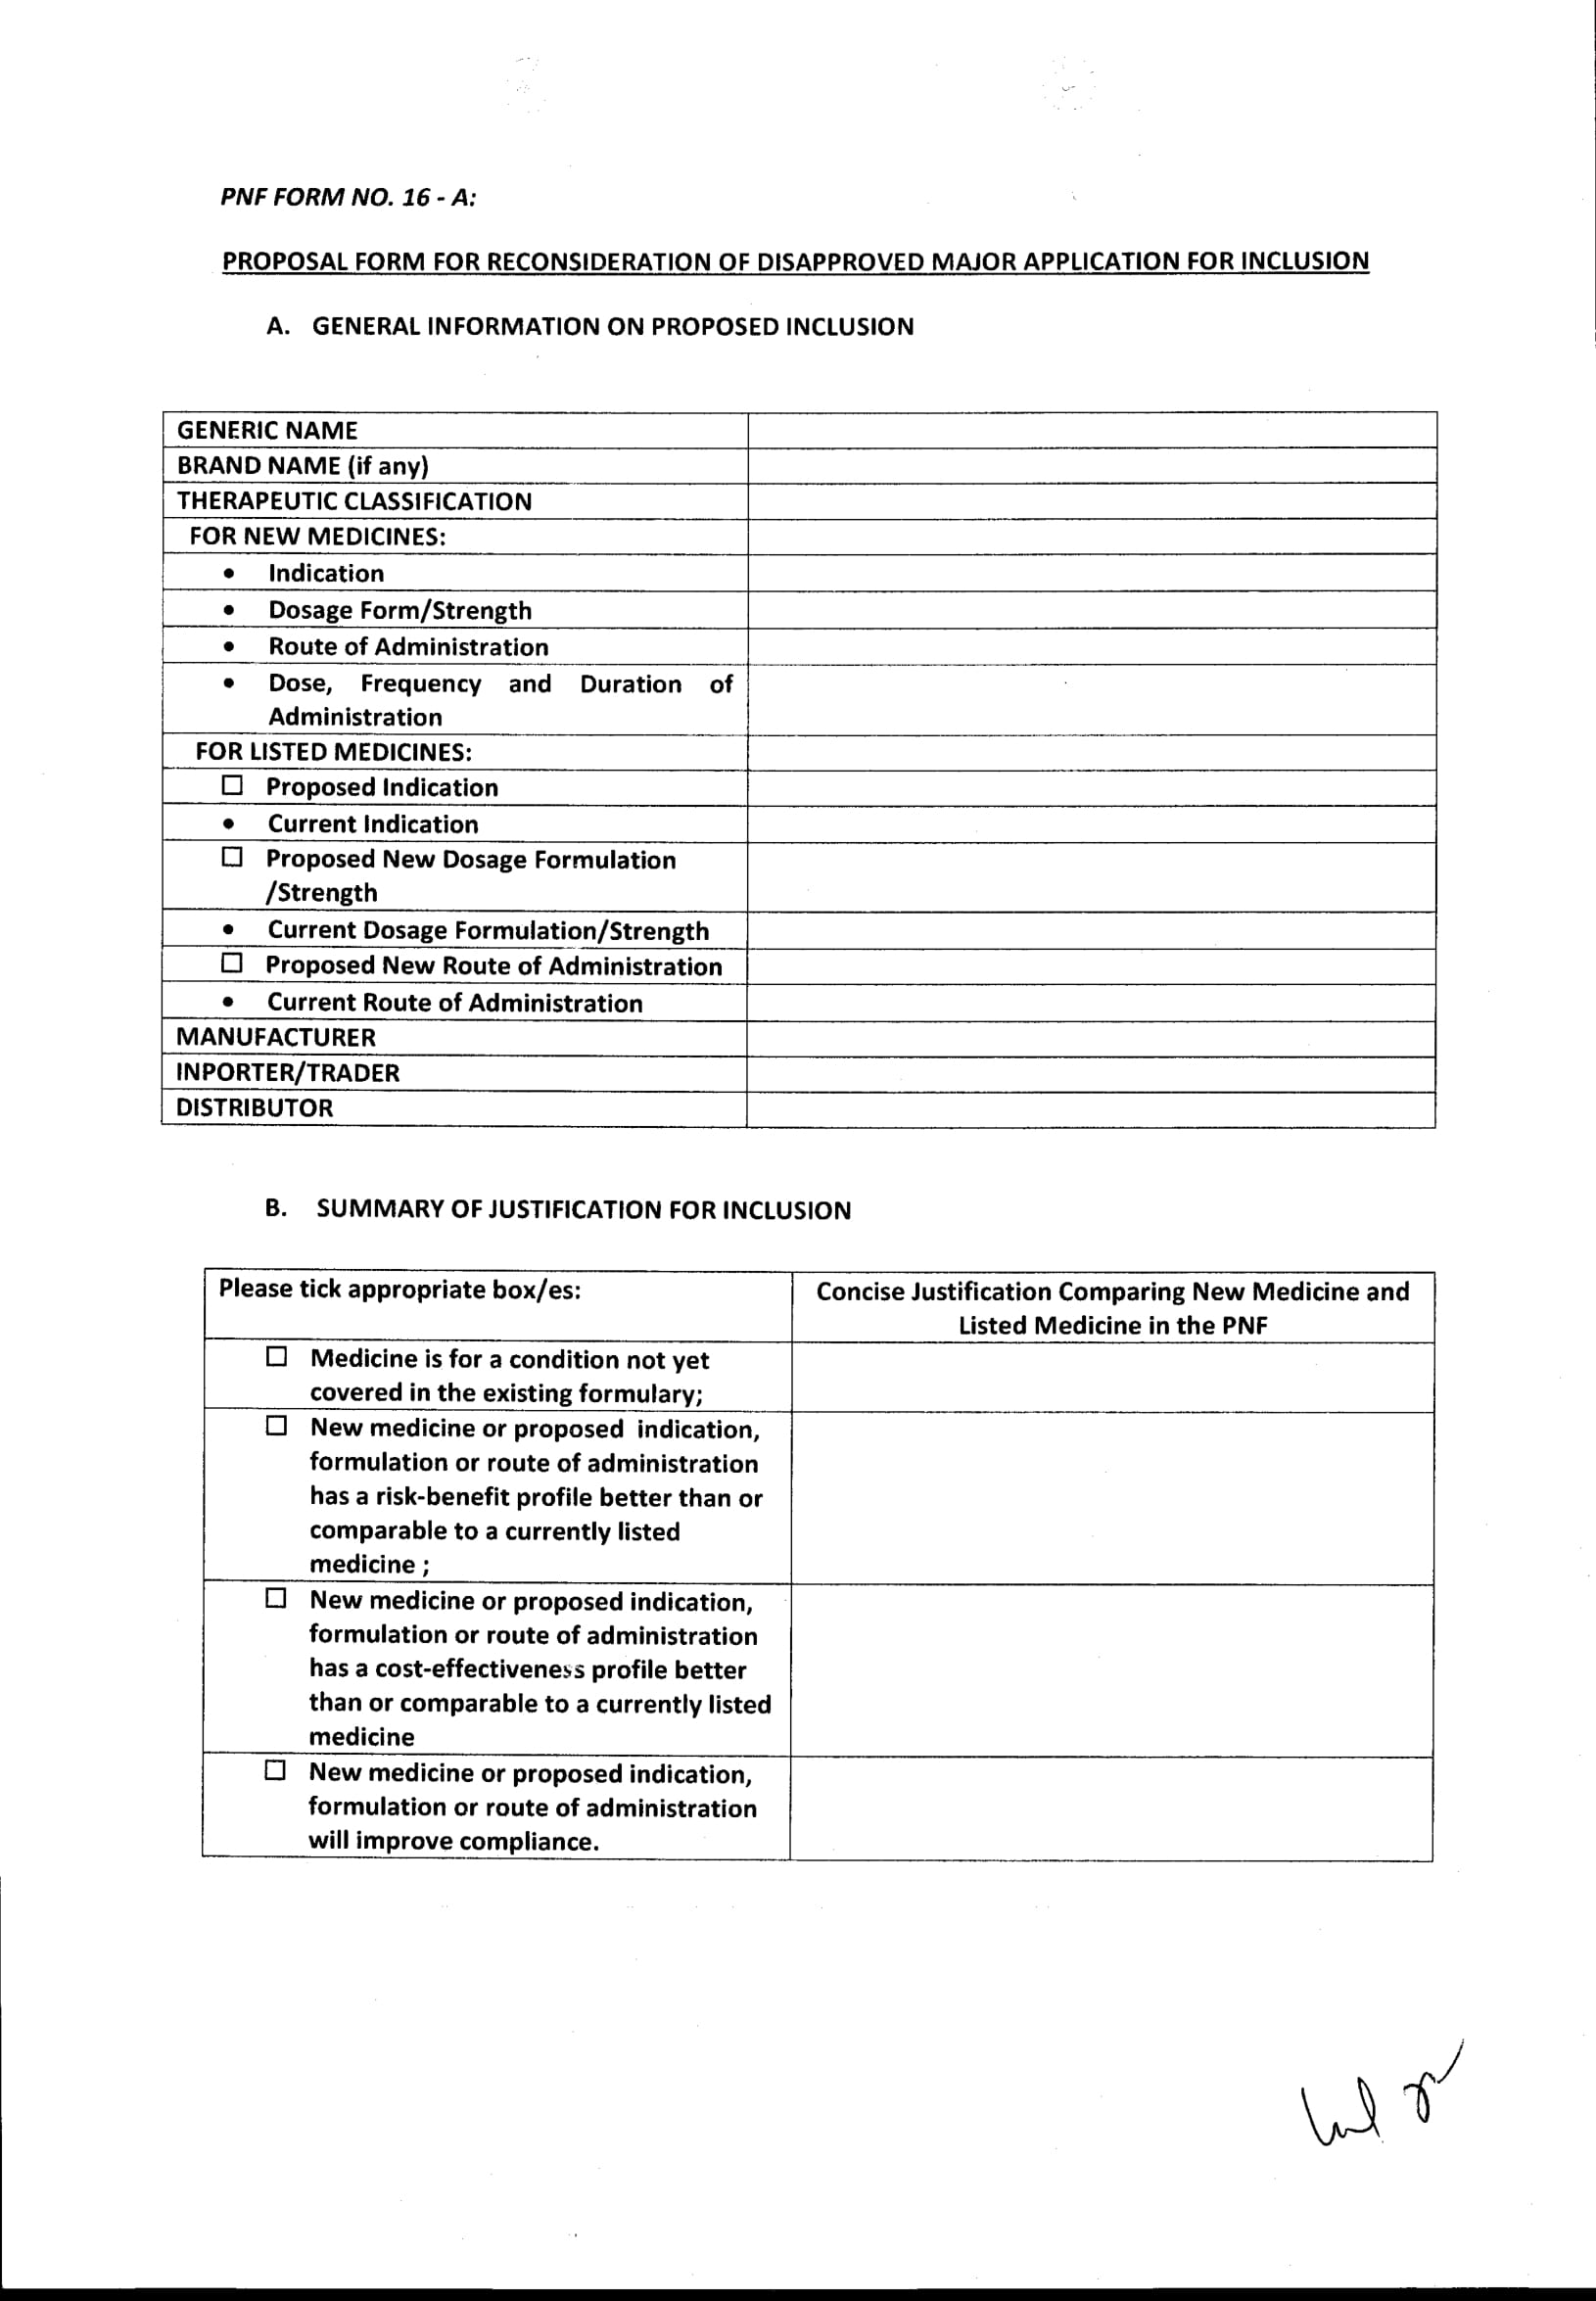 PNF FORM NO. 16 - A:
PROPOSAL FORM FOR RECONSIDERATION OF DISAPPROVED MAJOR APPLICATION FOR INCLUSION
A. GENERAL INFORMATION ON PROPOSED INCLUSION
GENERIC NAME
BRAND NAME (if any)
THERAPEUTIC CLASSIFICATION
FOR NEW MEDICINES:
• Indication
• Dosage Form/Strength
• Route of Administration
• Dose, Frequency and Duration of
Administration
FOR LISTED MEDICINES:
☐ Proposed Indication
• Current Indication
☐ Proposed New Dosage Formulation
/Strength
• Current Dosage Formulation/Strength
☐ Proposed New Route of Administration
• Current Route of Administration
MANUFACTURER
INPORTER/TRADER
DISTRIBUTOR
B. SUMMARY OF JUSTIFICATION FOR INCLUSION
Please tick appropriate box/es:
Concise Justification Comparing New Medicine and
Listed Medicine in the PNF
☐ Medicine is for a condition not yet
covered in the existing formulary;
☐ New medicine or proposed indication,
formulation or route of administration
has a risk-benefit profile better than or
comparable to a currently listed
medicine ;
☐ New medicine or proposed indication,
formulation or route of administration
has a cost-effectiveness profile better
than or comparable to a currently listed
medicine
☐ New medicine or proposed indication,
formulation or route of administration
will improve compliance.